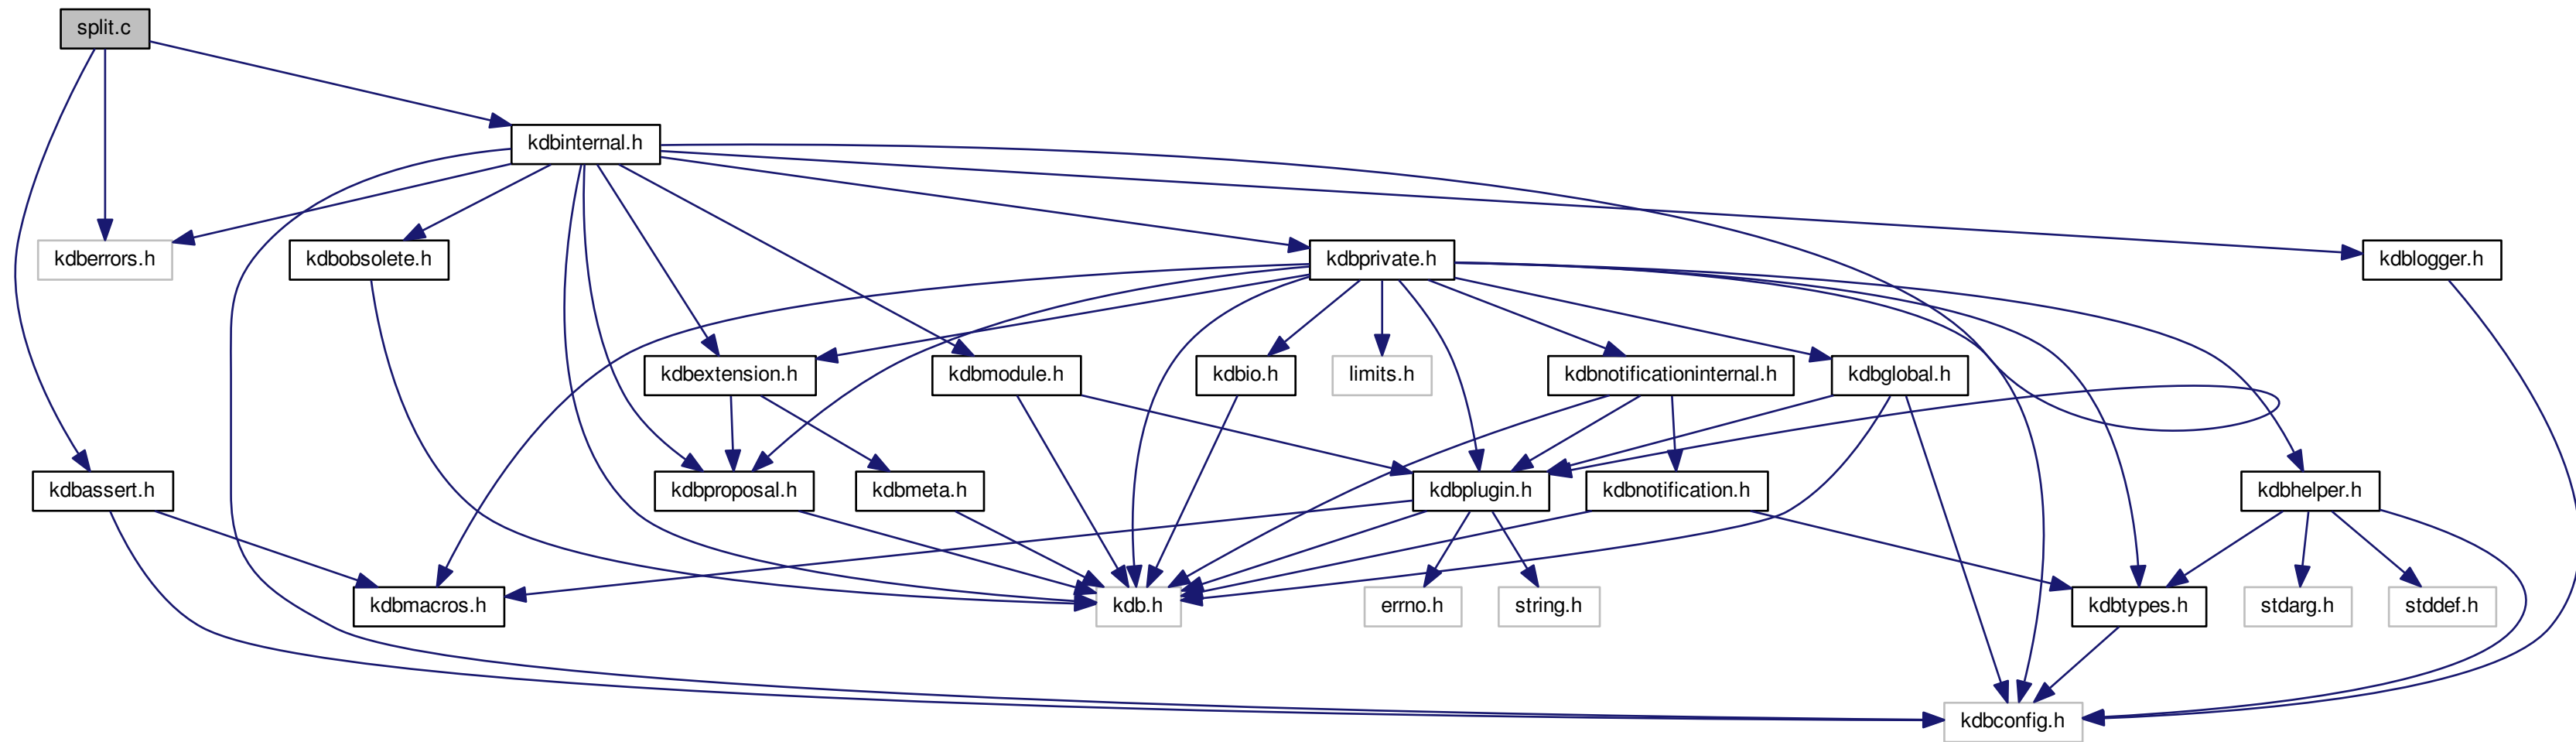 split.c
kdbinternal.h
kdberrors.h
kdbobsolete.h
kdbprivate.h
kdblogger.h
kdbextension.h
kdbmodule.h
kdbio.h
limits.h
kdbnotificationinternal.h
kdbglobal.h
kdbassert.h
kdbproposal.h
kdbmeta.h
kdbplugin.h
kdbnotification.h
kdbhelper.h
kdbmacros.h
kdb.h
errno.h
string.h
kdbtypes.h
stdarg.h
stddef.h
kdbconfig.h